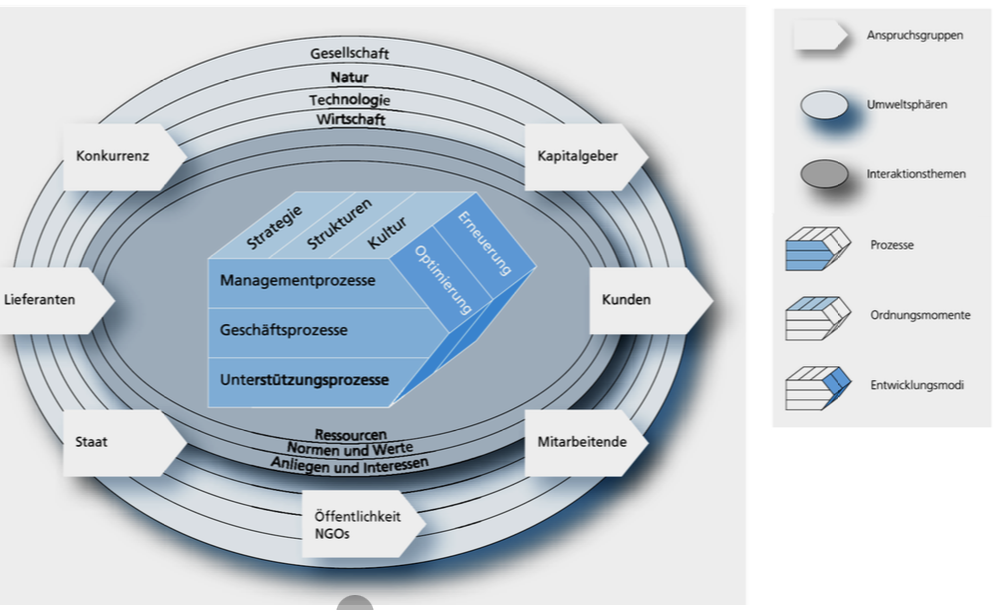 Gesellschaft
Natur
Technologie
Wirtschaft
Konkurrenz
Kapitalgeber
Strategie
Strukturen
Kultur
Erneuerung
Optimierung
Managementprozesse
Geschäftsprozesse
Unterstützungsprozesse
Lieferanten
Kunden
Staat
Mitarbeitende
Ressourcen
Normen und Werte
Anliegen und Interessen
Öffentlichkeit
NGOs
Anspruchsgruppen
Umweltsphären
Interaktionsthemen
Prozesse
Ordnungsmomente
Entwicklungsmodi